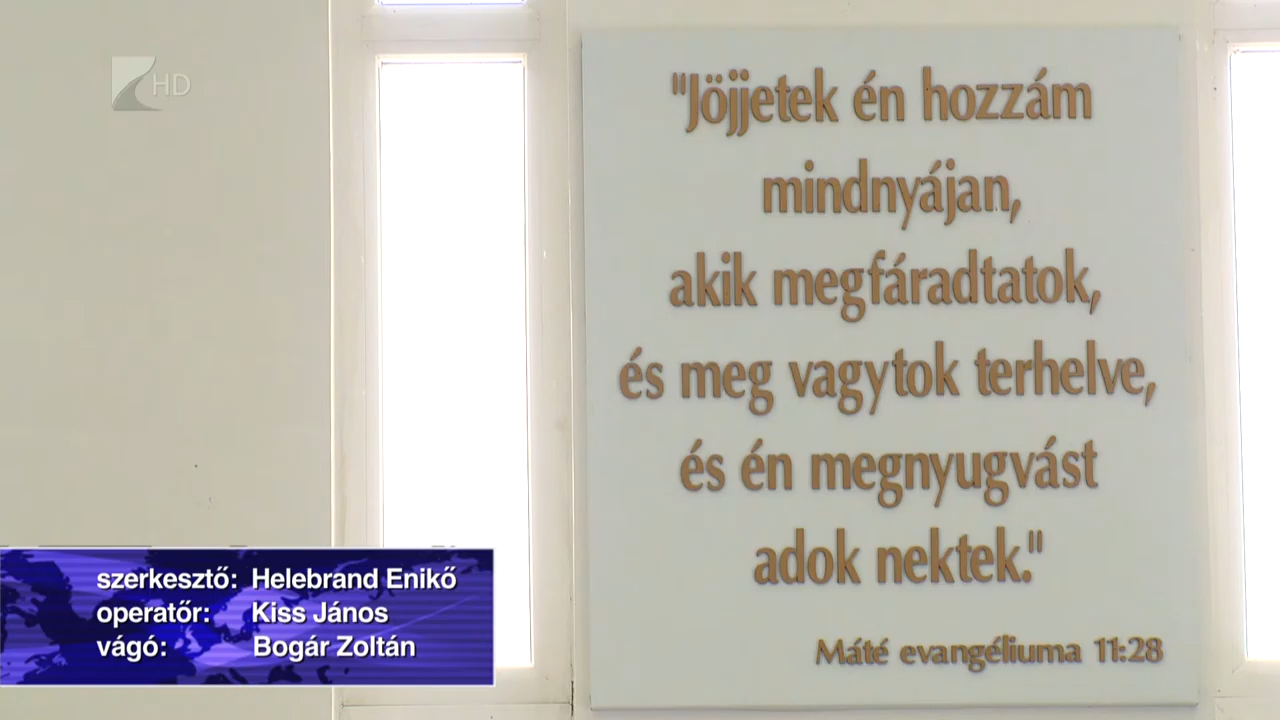 HD
"Jöjjetek én hozzám
mindnyájan,
akik megfáradtatok,
és meg vagytok terhelve,
és én megnyugvást
adok nektek."
Máté evangéliuma 11:28
szerkesztő: Helebrand Enikő
operatőr: Kiss János
vágó: Bogár Zoltán